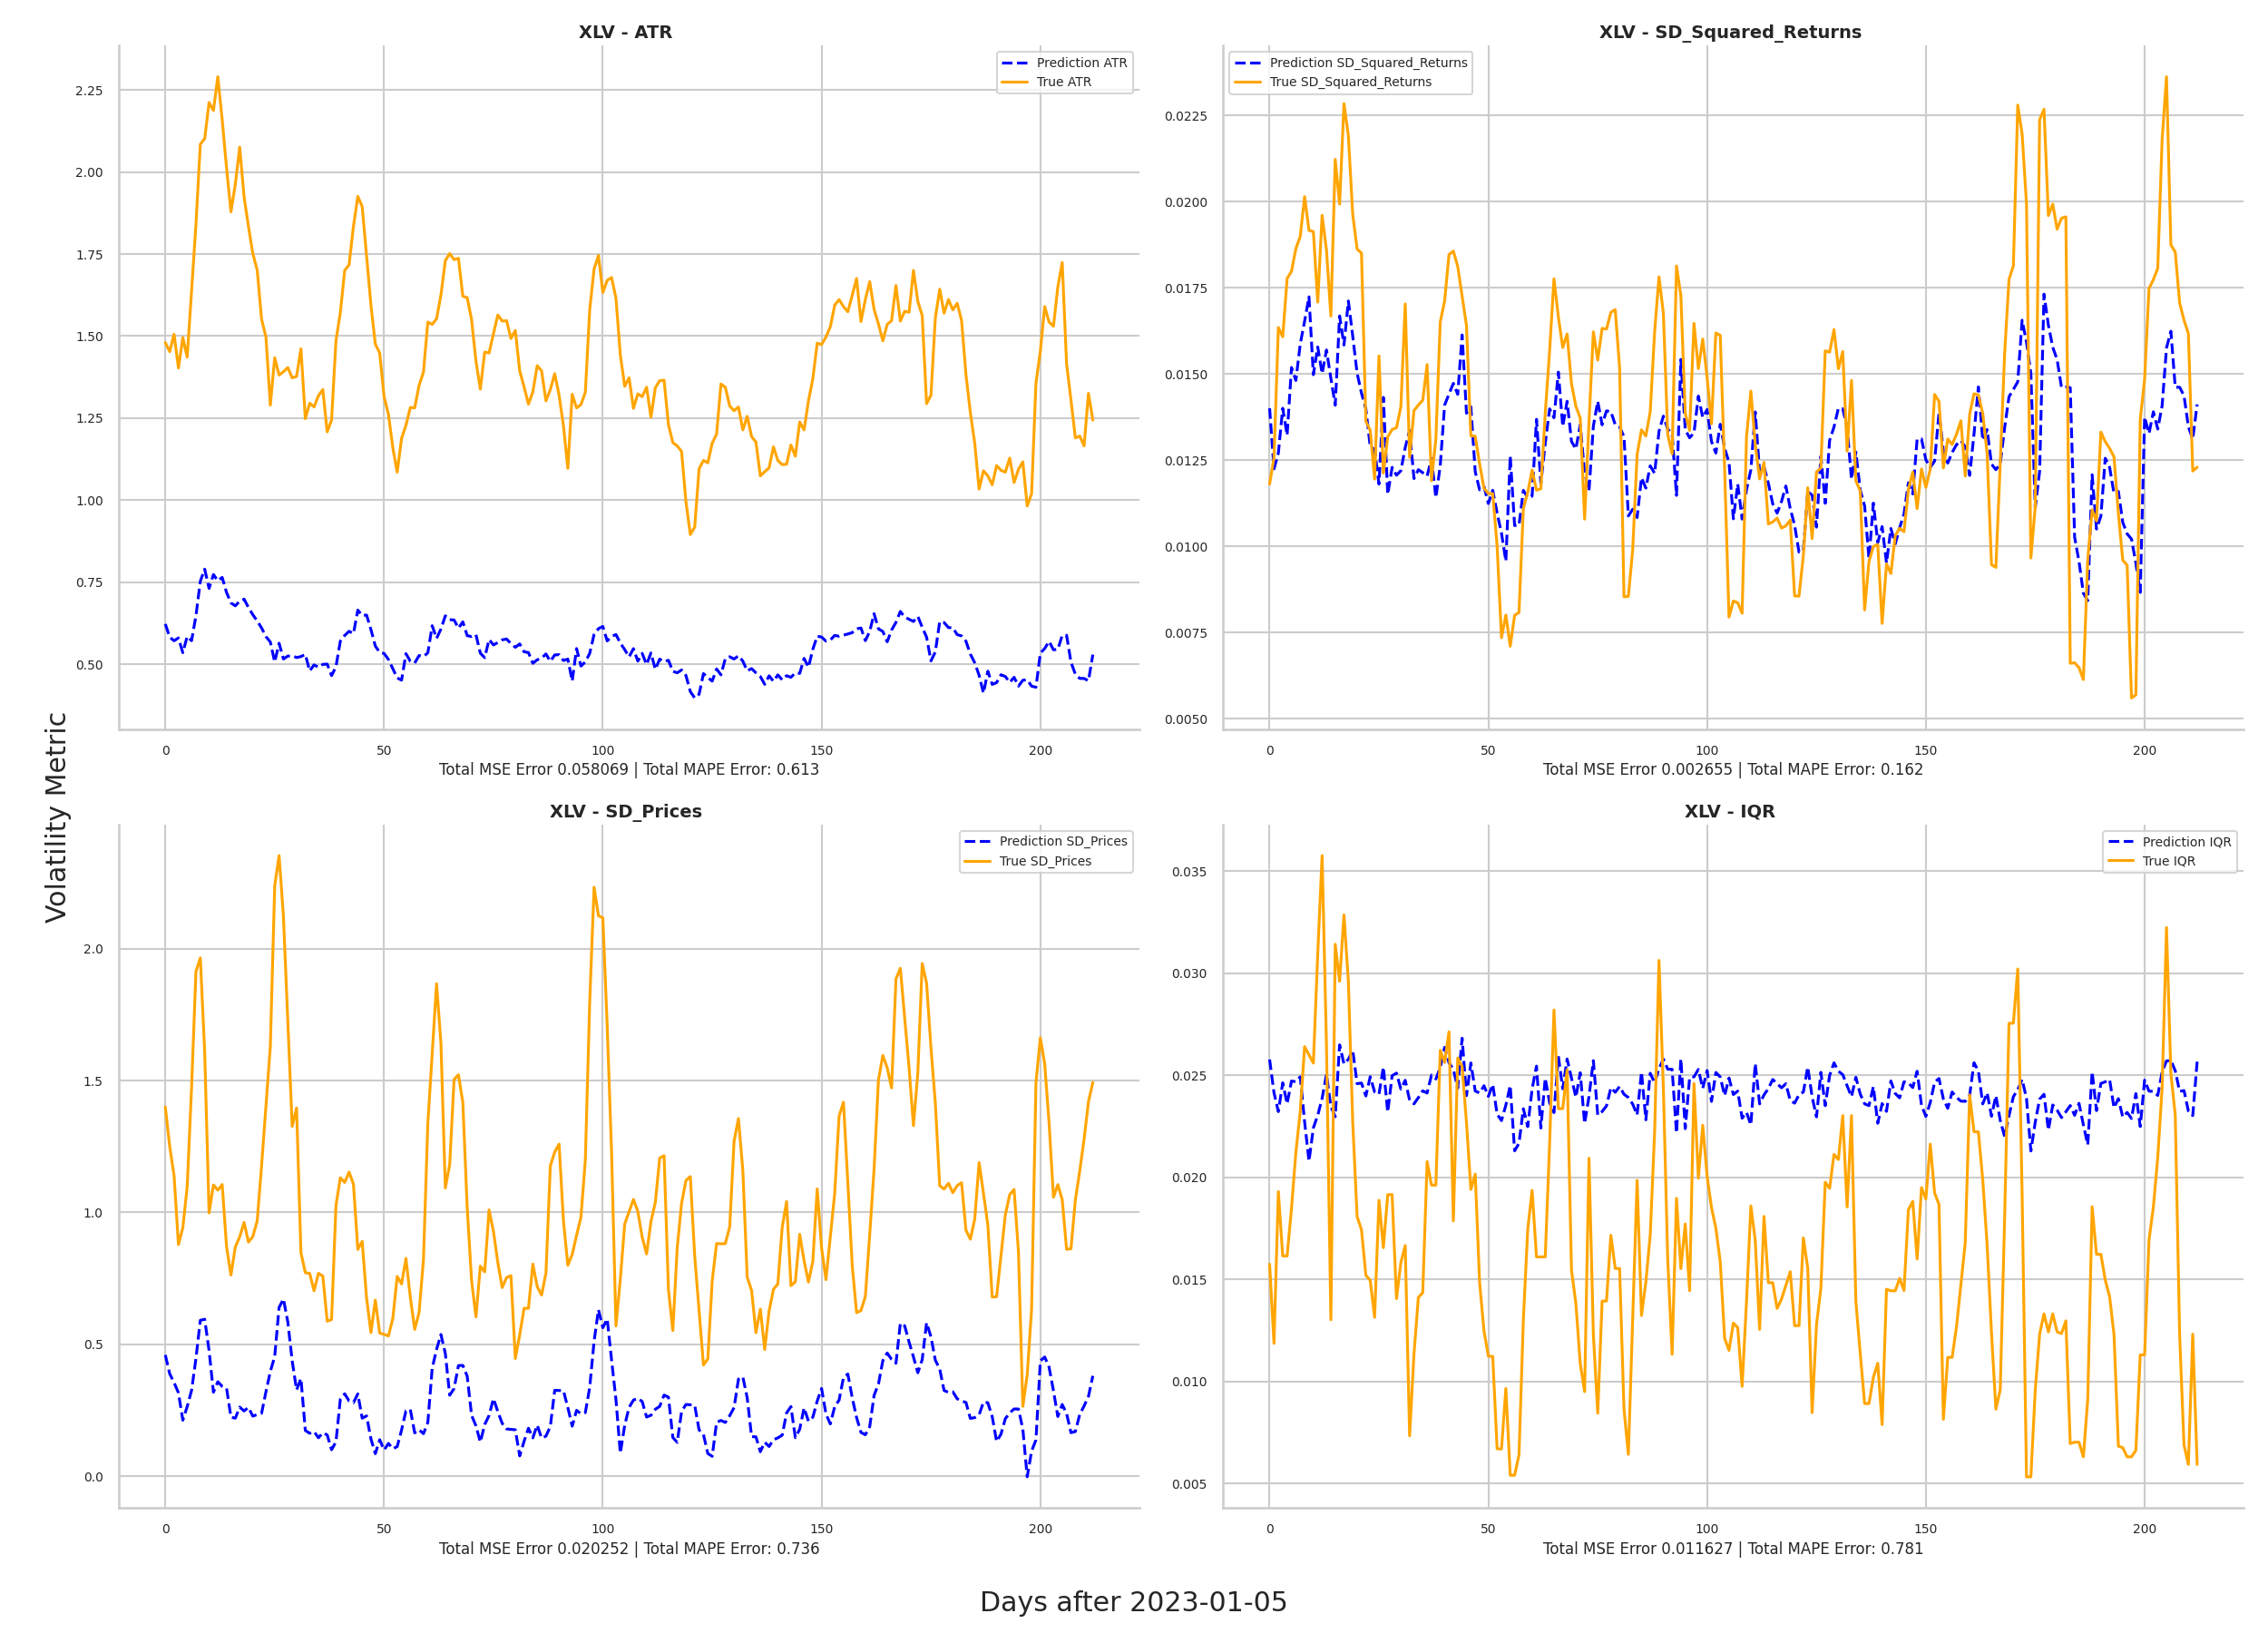 XLV - ATR
Prediction ATR
True ATR
2.25
2.00
1.75
1.50
1.25
1.00
0.75
0.50
0
50
100
150
200
Total MSE Error 0.058069 | Total MAPE Error: 0.613
XLV - SD_Squared_Returns
Prediction SD_Squared_Returns
True SD_Squared_Returns
0.0225
0.0200
0.0175
0.0150
0.0125
0.0100
0.0075
0.0050
0
50
100
150
200
Total MSE Error 0.002655 | Total MAPE Error: 0.162
Volatility Metric
XLV - SD_Prices
Prediction SD_Prices
True SD_Prices
2.0
1.5
1.0
0.5
0.0
0
50
100
150
200
Total MSE Error 0.020252 | Total MAPE Error: 0.736
XLV - IQR
Prediction IQR
True IQR
0.035
0.030
0.025
0.020
0.015
0.010
0.005
0
50
100
150
200
Total MSE Error 0.011627 | Total MAPE Error: 0.781
Days after 2023-01-05